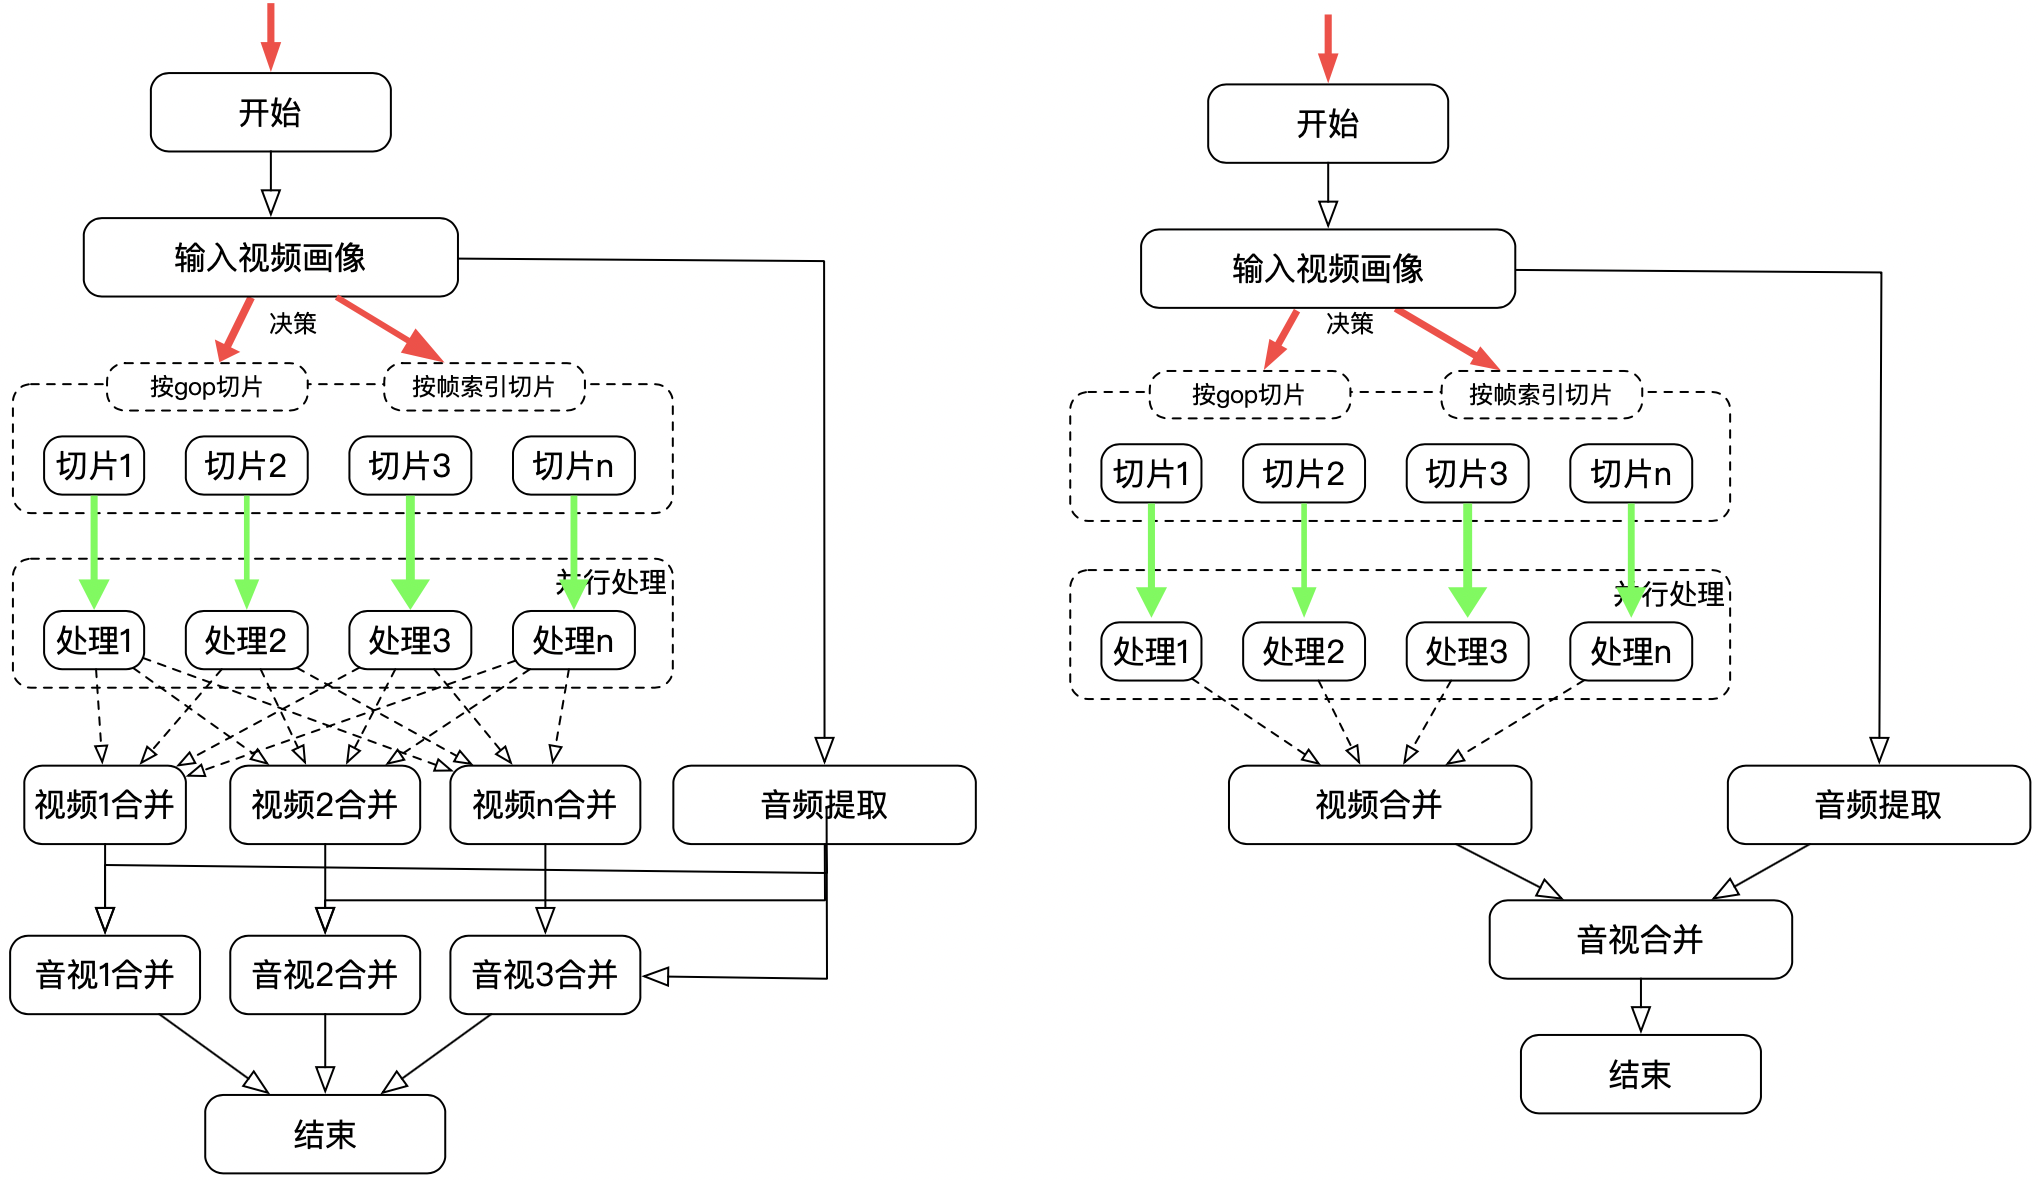 开始
输入视频画像
决策
按gop切片
按帧索引切片
切片1
切片2
切片3
切片n
并行处理
处理1
处理2
处理3
处理n
视频1合并
视频2合并
视频n合并
音频提取
音视1合并
音视2合并
音视3合并
结束
开始
输入视频画像
决策
按gop切片
按帧索引切片
切片1
切片2
切片3
切片n
并行处理
处理1
处理2
处理3
处理n
视频合并
音频提取
音视合并
结束